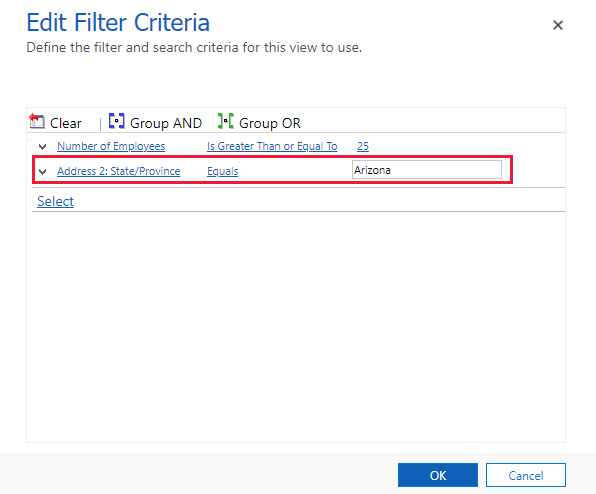 Edit Filter Criteria
Define the filter and search criteria for this view to use.
Clear | Group AND Group OR
Number of Employees Is Greater Than or Equal To 25
Address 2: State/Province Equals Arizona
Select
OK Cancel